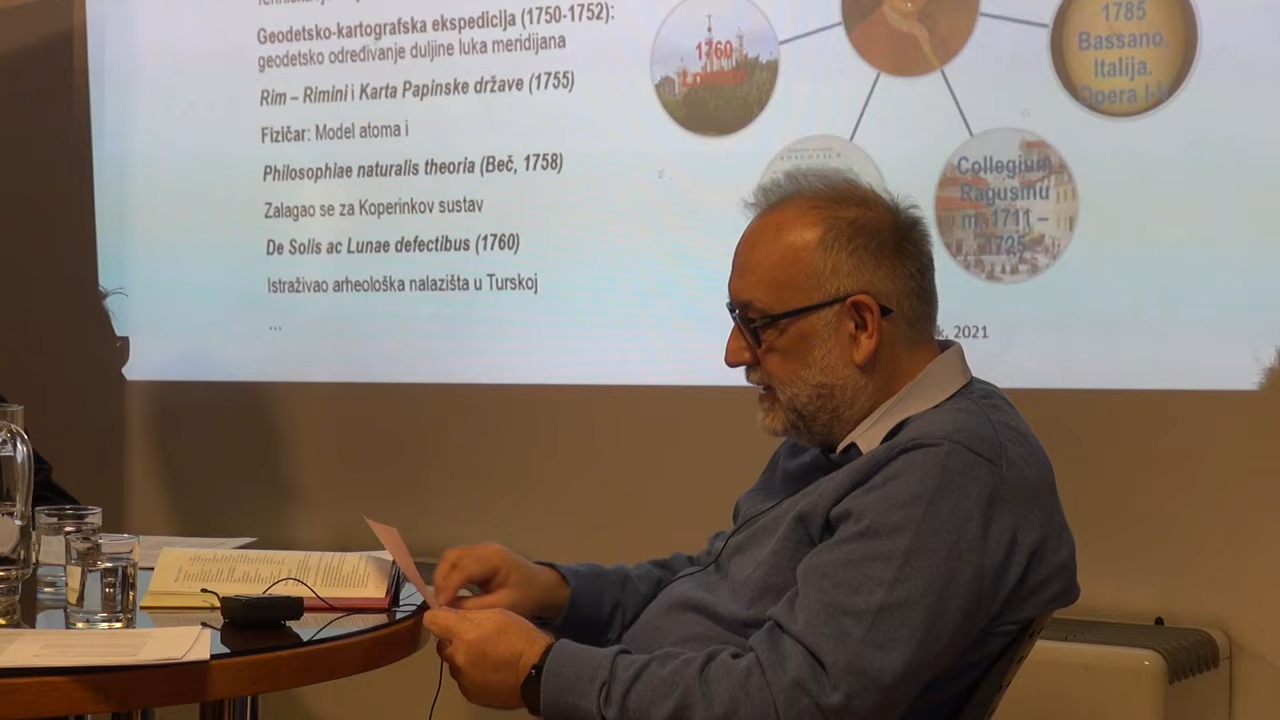 Geodetsko-kartografska ekspedicija (1750-1752):
geodetsko određivanje duljine luka meridijana
Rim – Rimini i Karta Papinske države (1755)
Fizičar: Model atoma i
Philosophiae naturalis theoria (Beč, 1758)
Zalagao se za Koperinkov sustav
De Solis ac Lunae defectibus (1760)
Istraživao arheološka nalazišta u Turskoj
...
1760
London
1785
Bassano.
Italija.
Opera I-V
Collegium
Ragusinu
m. 1711 –
1725
2021